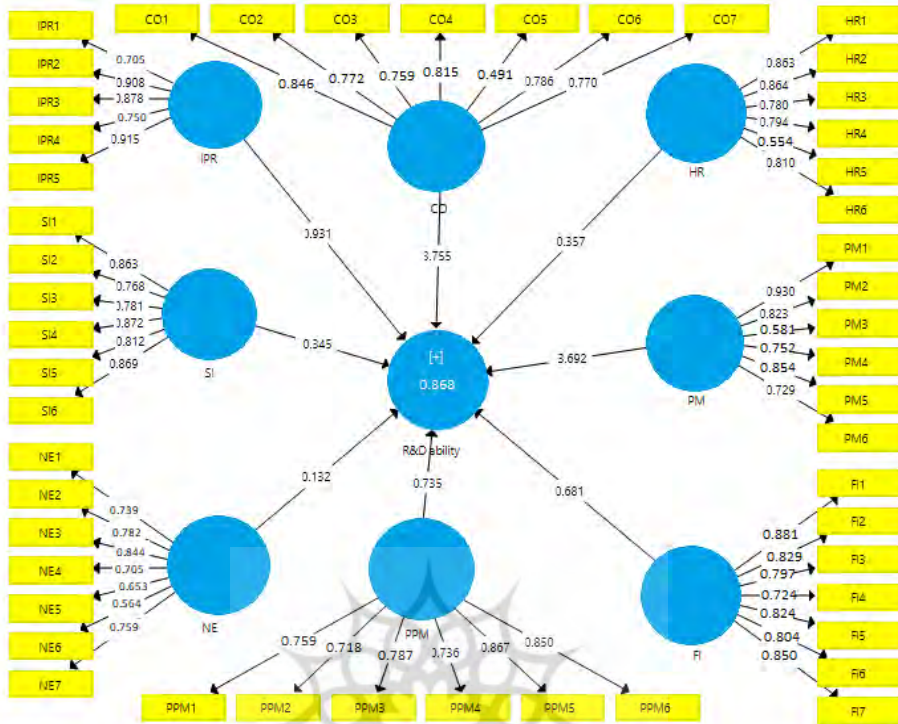 CO1 CO2 CO3 CO4 CO5 CO6 CO7
0.846 0.772 0.759 0.815 0.491 0.786 0.770
CO
IPR1
IPR2
IPR3
IPR4
IPR5
0.705
0.908
0.878
0.750
0.915
IPR
HR1
HR2
HR3
HR4
HR5
HR6
0.863
0.864
0.780
0.794
0.554
0.810
HR
SI1
SI2
SI3
SI4
SI5
SI6
0.863
0.768
0.781
0.872
0.812
0.869
SI
0.931
3.755
0.357
0.345
3.692
[+]
0.868
R&D ability
0.132
0.735
0.681
PM1
PM2
PM3
PM4
PM5
PM6
0.930
0.823
0.581
0.752
0.854
0.729
PM
NE1
NE2
NE3
NE4
NE5
NE6
NE7
0.739
0.782
0.844
0.705
0.653
0.564
0.759
NE
PPM
0.759 0.718 0.787 0.736 0.867 0.850
PPM1 PPM2 PPM3 PPM4 PPM5 PPM6
FI1
FI2
FI3
FI4
FI5
FI6
FI7
0.881
0.829
0.797
0.724
0.824
0.804
0.850
FI